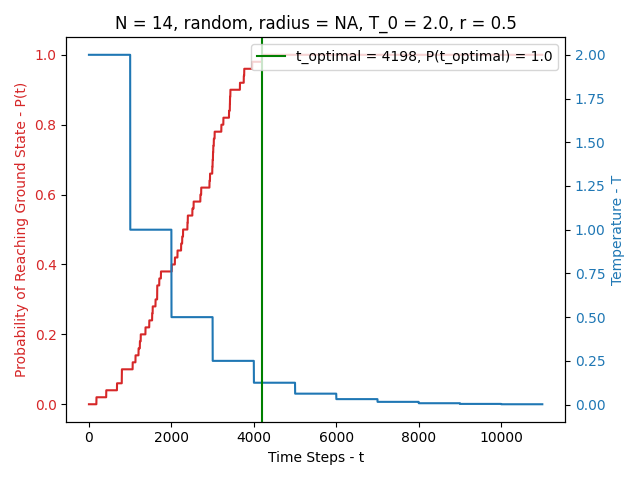 N = 14, random, radius = NA, T_0 = 2.0, r = 0.5
t_optimal = 4198, P(t_optimal) = 1.0
Probability of Reaching Ground State - P(t)
1.0
0.8
0.6
0.4
0.2
0.0
2.00
1.75
1.50
1.25
1.00
0.75
0.50
0.25
0.00
Temperature - T
0 2000 4000 6000 8000 10000
Time Steps - t